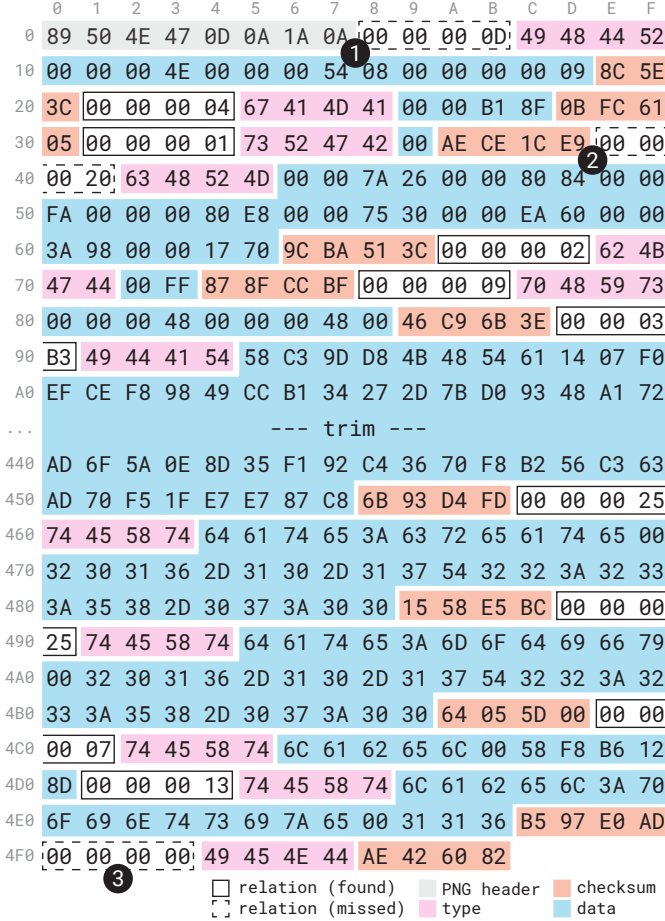 0 1 2 3 4 5 6 7 8 9 A B C D E F
0 89 50 4E 47 0D 0A 1A 0A 00 00 00 0D 49 48 44 52
1
10 00 00 00 4E 00 00 00 54 08 00 00 00 00 09 8C 5E
20 3C 00 00 00 04 67 41 4D 41 00 00 B1 8F 0B FC 61
30 05 00 00 00 01 73 52 47 42 00 AE CE 1C E9 00 00
2
40 00 20 63 48 52 4D 00 00 7A 26 00 00 80 84 00 00
50 FA 00 00 00 80 E8 00 00 75 30 00 00 EA 60 00 00
60 3A 98 00 00 17 70 9C BA 51 3C 00 00 00 02 62 4B
70 47 44 00 FF 87 8F CC BF 00 00 00 09 70 48 59 73
80 00 00 00 48 00 00 00 48 00 46 C9 6B 3E 00 00 03
90 B3 49 44 41 54 58 C3 9D D8 4B 48 54 61 14 07 F0
A0 EF CE F8 98 49 CC B1 34 27 2D 7B D0 93 48 A1 72
... --- trim ---
440 AD 6F 5A 0E 8D 35 F1 92 C4 36 70 F8 B2 56 C3 63
450 AD 70 F5 1F E7 E7 87 C8 6B 93 D4 FD 00 00 00 25
460 74 45 58 74 64 61 74 65 3A 63 72 65 61 74 65 00
470 32 30 31 36 2D 31 30 2D 31 37 54 32 32 3A 32 33
480 3A 35 38 2D 30 37 3A 30 30 15 58 E5 BC 00 00 00
490 25 74 45 58 74 64 61 74 65 3A 6D 6F 64 69 66 79
4A0 00 32 30 31 36 2D 31 30 2D 31 37 54 32 32 3A 32
4B0 33 3A 35 38 2D 30 37 3A 30 30 64 05 5D 00 00 00
4C0 00 07 74 45 58 74 6C 61 62 65 6C 00 58 F8 B6 12
4D0 8D 00 00 00 13 74 45 58 74 6C 61 62 65 6C 3A 70
4E0 6F 69 6E 74 73 69 7A 65 00 31 31 36 B5 97 E0 AD
4F0 00 00 00 00 49 45 4E 44 AE 42 60 82
3
relation (found) PNG header checksum
relation (missed) type data